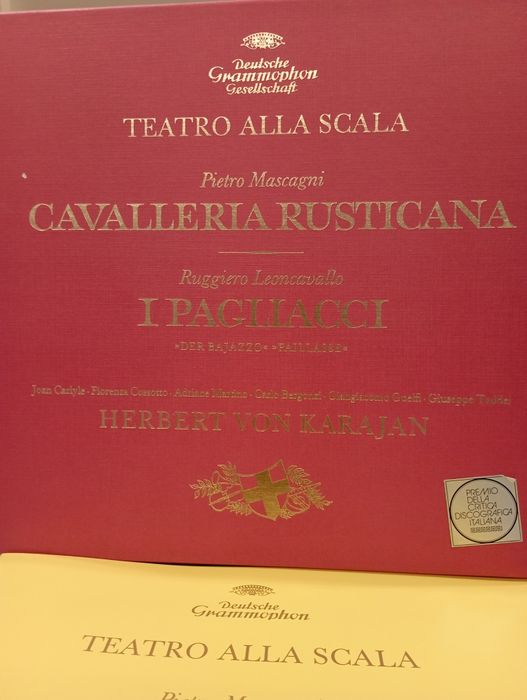 Deutsche
Grammophon
Gesellschaft
TEATRO ALLA SCALA
Pietro Mascagni
CAVALLERIA RUSTICANA
Ruggiero Leoncavallo
I PAGLIACCI
»DER BAJAZZO« »PAILLASSE«
Joan Carlyle · Fiorenza Cossotto · Adriane Martino · Carlo Bergonzi · Giangiacomo Guelfi · Giuseppe Taddei
HERBERT VON KARAJAN
PREMIO
DELLA
CRITICA
DISCOGRAFICA
ITALIANA
Deutsche
Grammophon
TEATRO ALLA SCALA
Pietro